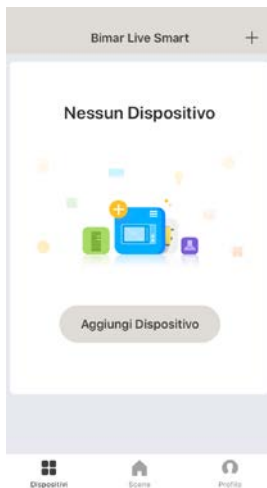 Bimar Live Smart +
Nessun Dispositivo
Aggiungi Dispositivo
Dispositivi Scene Profilo